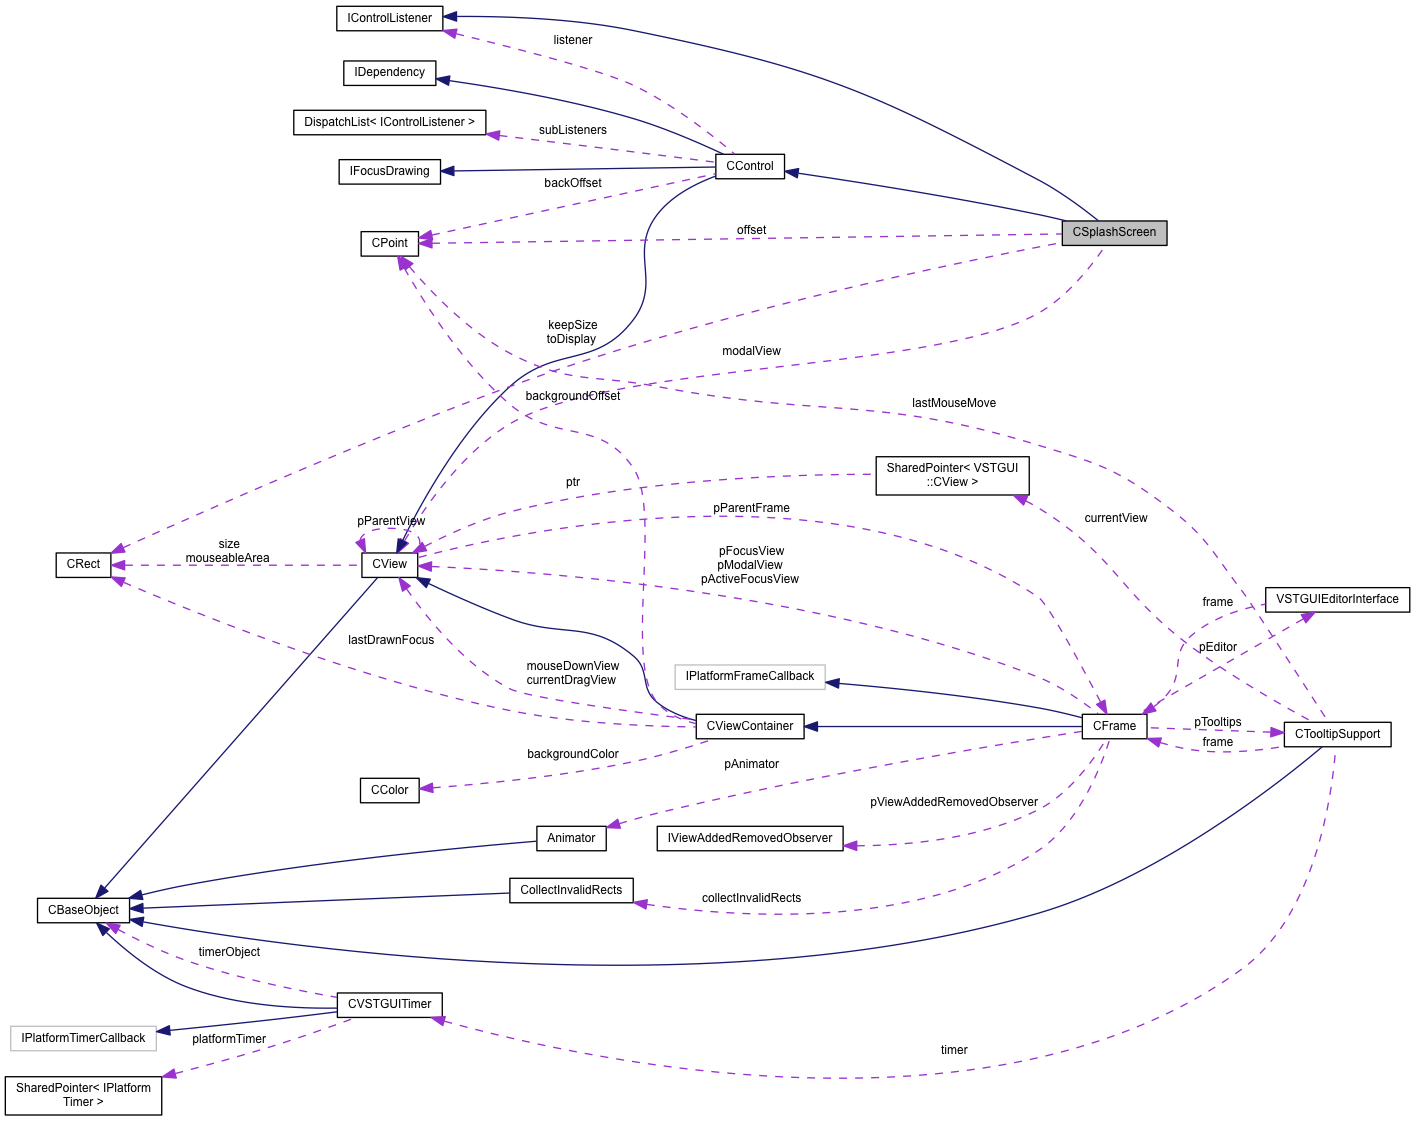 IControlListener
listener
IDependency
DispatchList< IControlListener >
subListeners
CControl
IFocusDrawing
backOffset
CSplashScreen
offset
CPoint
keepSize
toDisplay
modalView
backgroundOffset
lastMouseMove
SharedPointer< VSTGUI
::CView >
ptr
pParentFrame
currentView
pParentView
size
mouseableArea
CRect
CView
pFocusView
pModalView
pActiveFocusView
VSTGUIEditorInterface
frame
lastDrawnFocus
pEditor
mouseDownView
currentDragView
IPlatformFrameCallback
CViewContainer
CFrame
pTooltips
frame
CTooltipSupport
backgroundColor
pAnimator
CColor
pViewAddedRemovedObserver
Animator
IViewAddedRemovedObserver
CollectInvalidRects
collectInvalidRects
CBaseObject
timerObject
CVSTGUITimer
IPlatformTimerCallback
platformTimer
timer
SharedPointer< IPlatform
Timer >